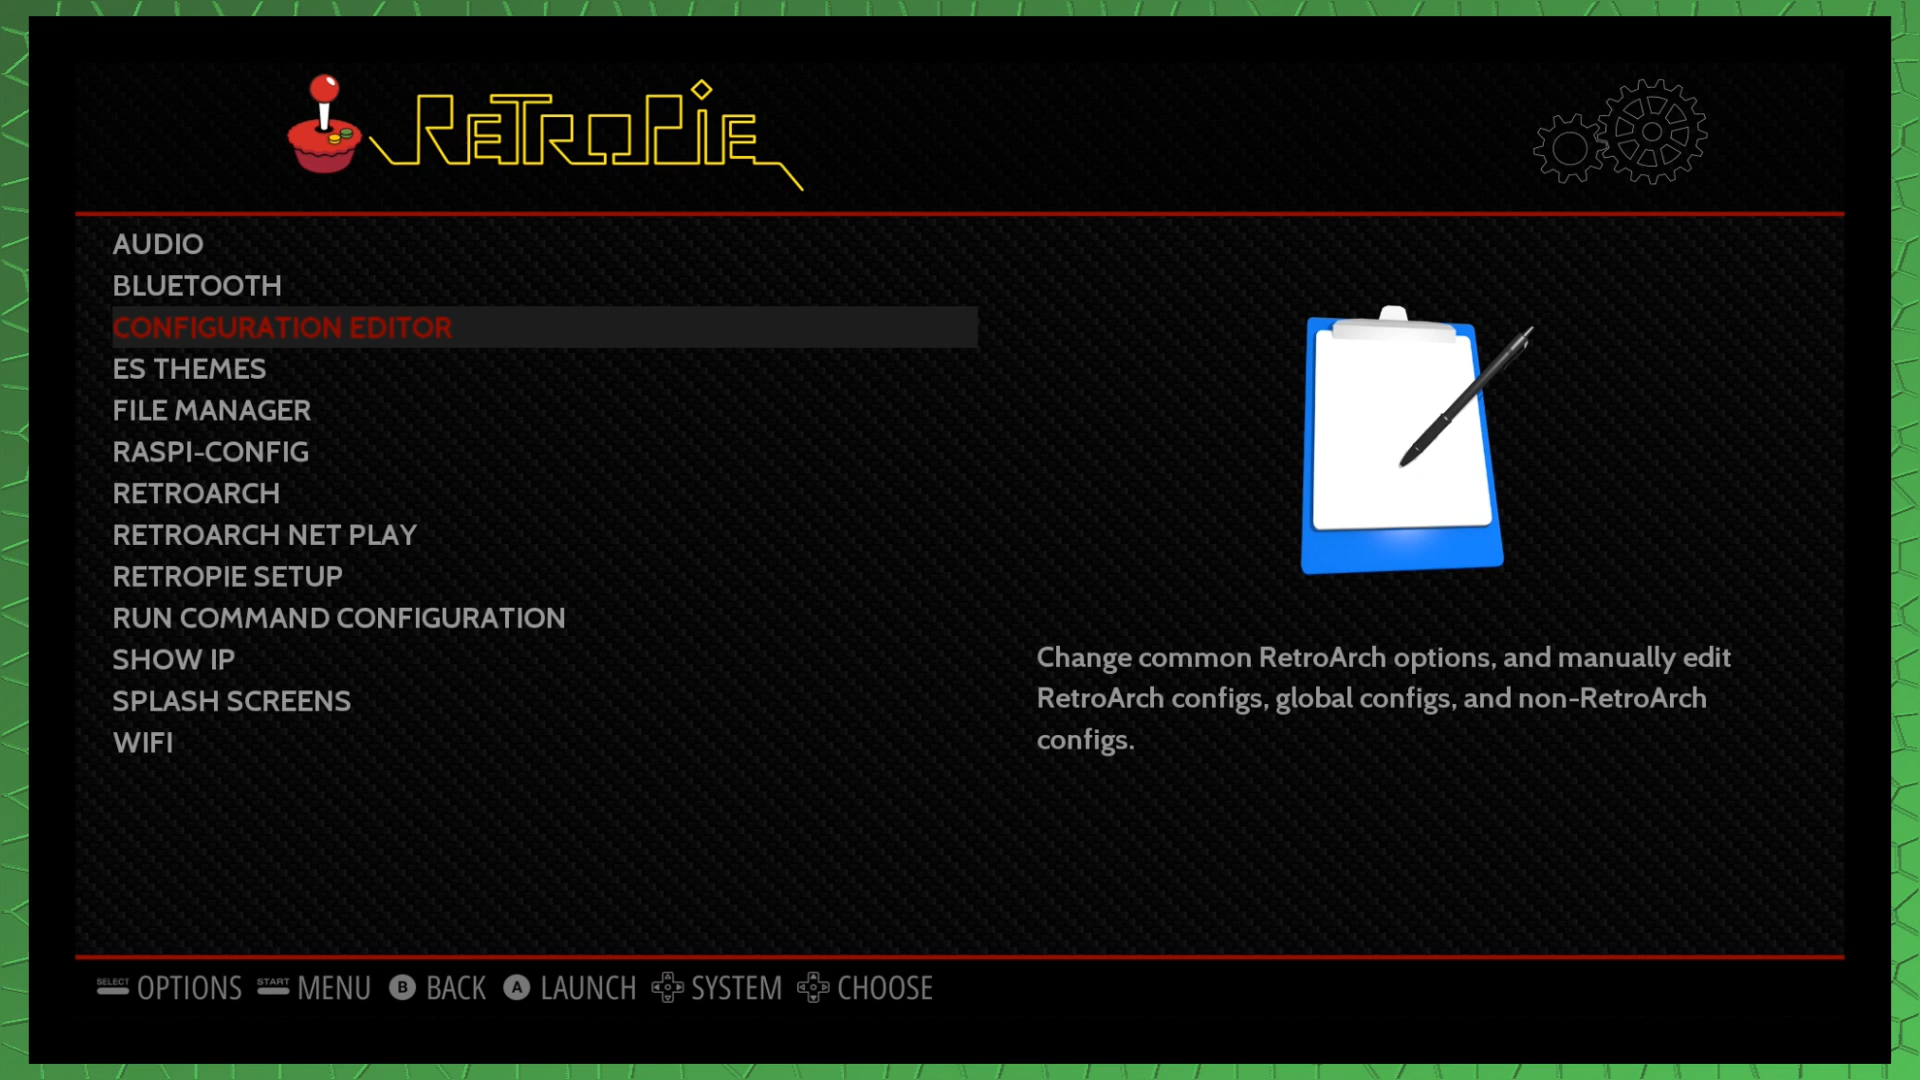 RETROPIE
AUDIO
BLUETOOTH
CONFIGURATION EDITOR
ES THEMES
FILE MANAGER
RASPI-CONFIG
RETROARCH
RETROARCH NET PLAY
RETROPIE SETUP
RUN COMMAND CONFIGURATION
SHOW IP
SPLASH SCREENS
WIFI
Change common RetroArch options, and manually edit
RetroArch configs, global configs, and non-RetroArch
configs.
SELECT OPTIONS START MENU B BACK A LAUNCH SYSTEM CHOOSE